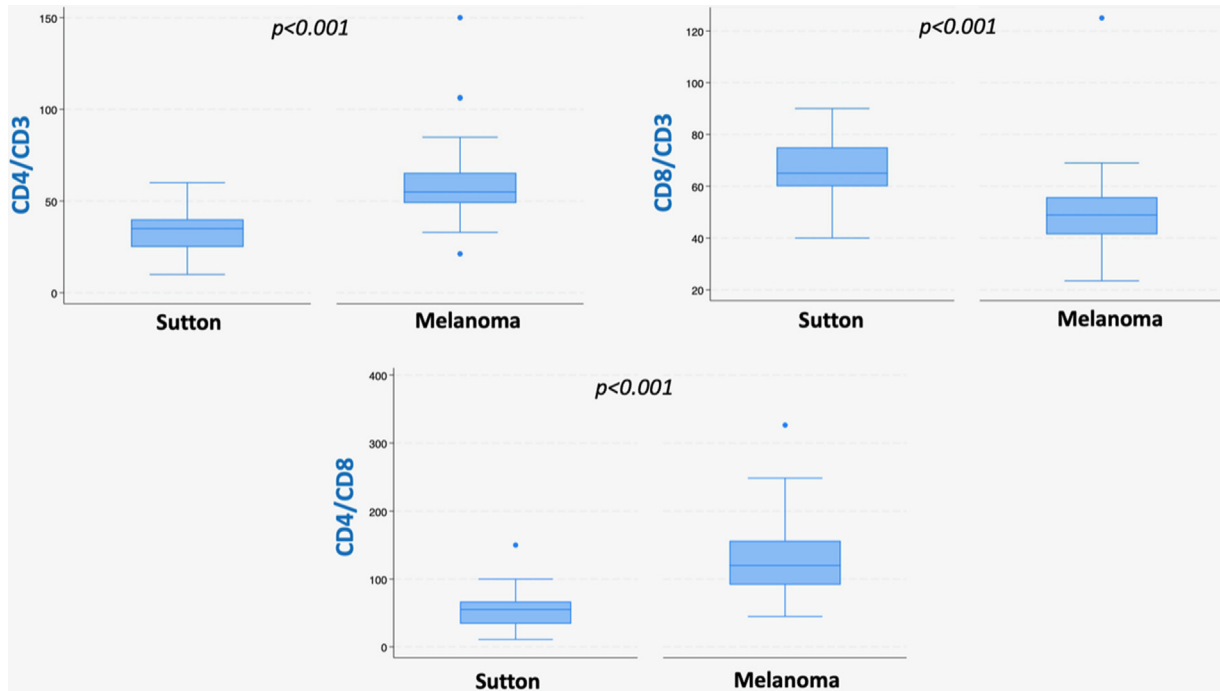 p<0.001
CD4/CD3
150
100
50
0
Sutton
Melanoma
p<0.001
CD8/CD3
120
100
80
60
40
20
Sutton
Melanoma
p<0.001
CD4/CD8
400
300
200
100
0
Sutton
Melanoma